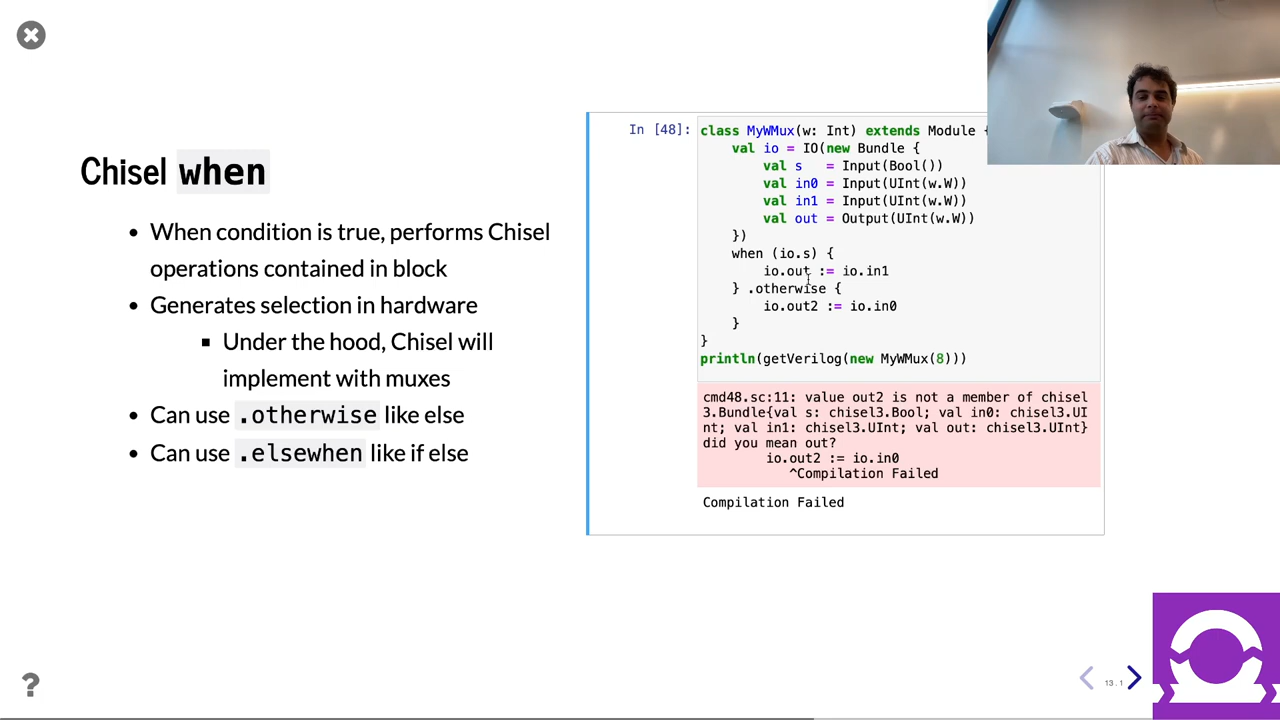 Chisel when
• When condition is true, performs Chisel
operations contained in block
• Generates selection in hardware
▪ Under the hood, Chisel will
implement with muxes
• Can use .otherwise like else
• Can use .elsewhen like if else
In [48]:
class MyWMux(w: Int) extends Module {
    val io = IO(new Bundle {
        val s   = Input(Bool())
        val in0 = Input(UInt(w.W))
        val in1 = Input(UInt(w.W))
        val out = Output(UInt(w.W))
    })
    when (io.s) {
        io.out := io.in1
    } .otherwise {
        io.out2 := io.in0
    }
}
println(getVerilog(new MyWMux(8)))
cmd48.sc:11: value out2 is not a member of chisel
3.Bundle{val s: chisel3.Bool; val in0: chisel3.UI
nt; val in1: chisel3.UInt; val out: chisel3.UInt}
did you mean out?
        io.out2 := io.in0
           ^Compilation Failed
Compilation Failed
?
13.1